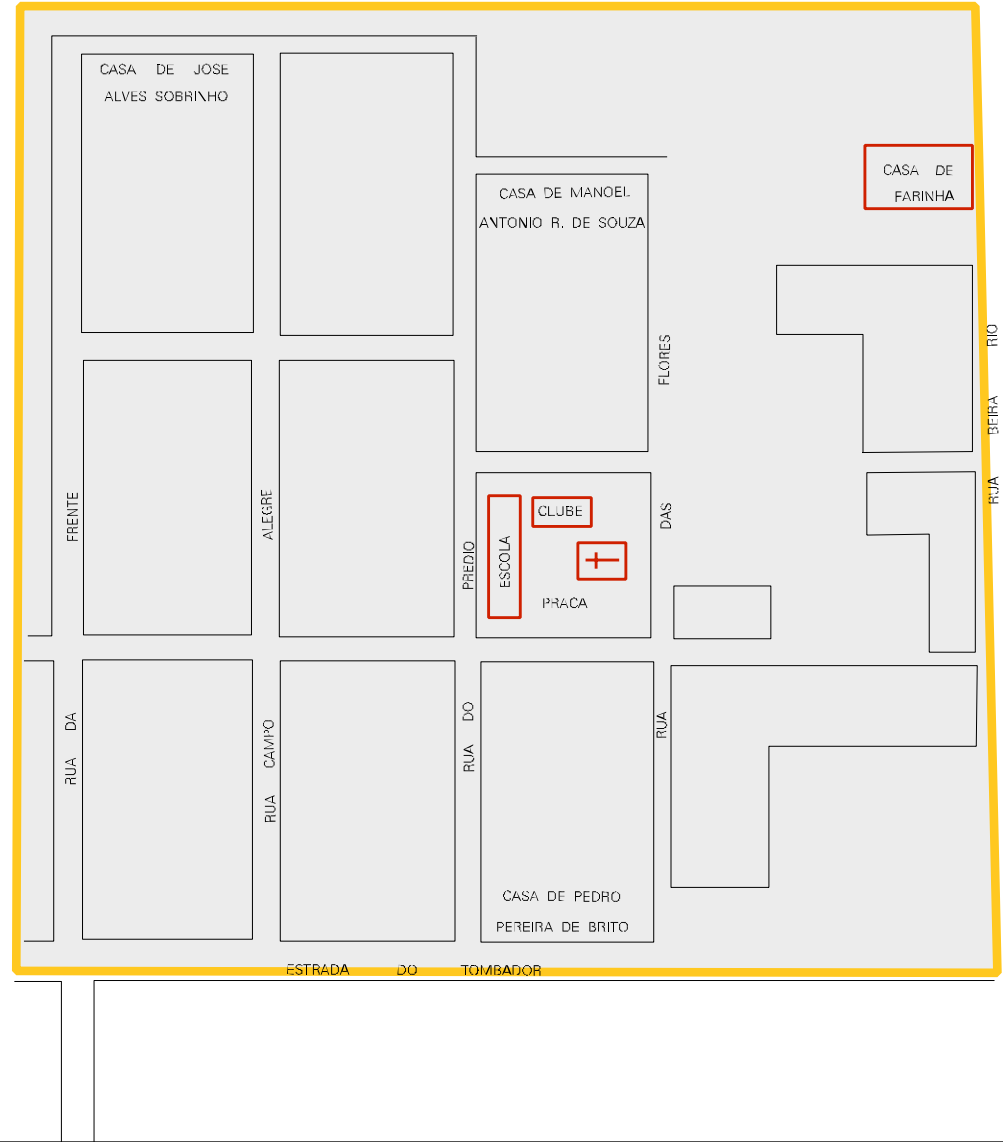 CASA DE JOSE
ALVES SOBRINHO
CASA DE
FARINHA
CASA DE MANOEL
ANTONIO R. DE SOUZA
RUA BEIRA RIO
RUA DAS FLORES
RUA DA FRENTE
RUA CAMPO ALEGRE
RUA DO PREDIO
ESCOLA
CLUBE
PRACA
CASA DE PEDRO
PEREIRA DE BRITO
ESTRADA DO TOMBADOR